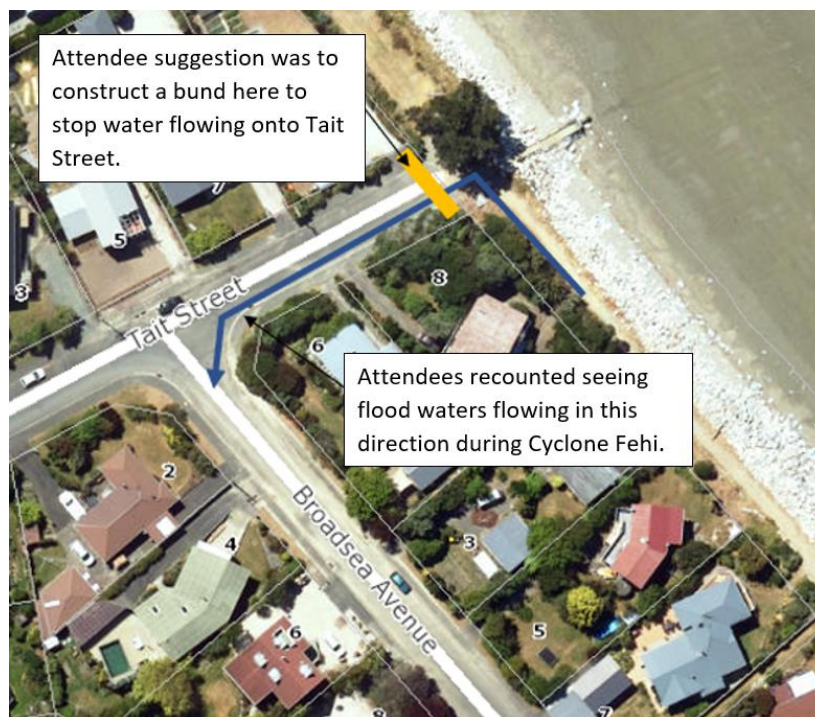 Attendee suggestion was to
construct a bund here to
stop water flowing onto Tait
Street.
7
5
3
8
Tait Street
6
Attendees recounted seeing
flood waters flowing in this
direction during Cyclone Fehi.
2
4
3
Broadsea Avenue
6
5
7